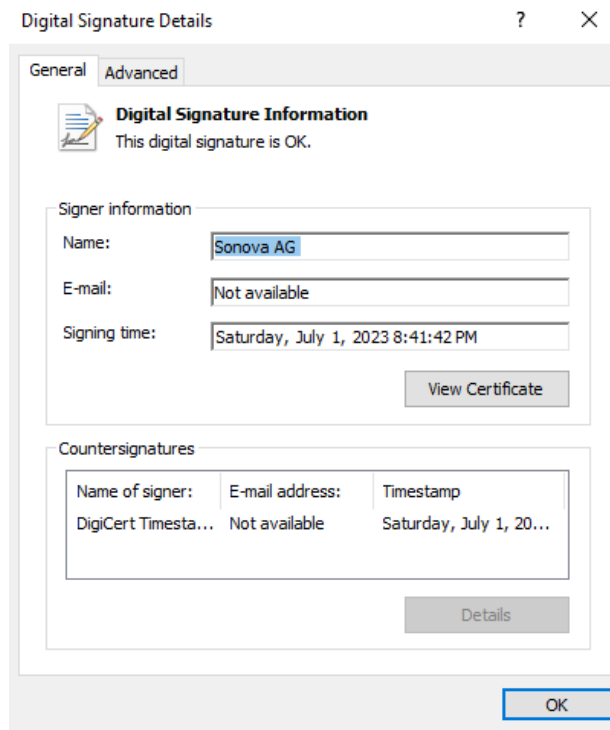 Digital Signature Details ? ×
General Advanced
Digital Signature Information
This digital signature is OK.
Signer information
Name: Sonova AG
E-mail: Not available
Signing time: Saturday, July 1, 2023 8:41:42 PM
View Certificate
Countersignatures
Name of signer: E-mail address: Timestamp
DigiCert Timesta... Not available Saturday, July 1, 20...
Details
OK